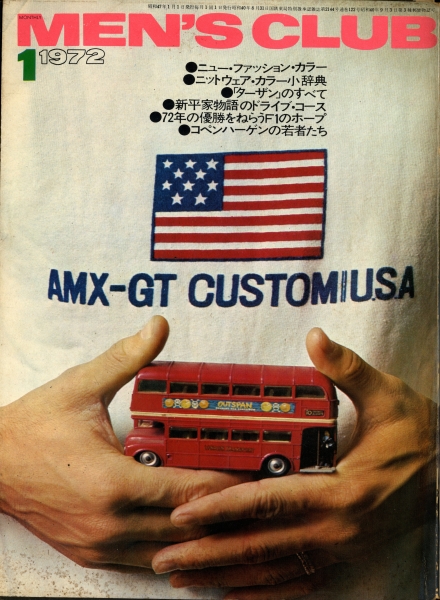 MONTHLY
MEN'S CLUB
1 1972
●ニュー・ファッション・カラー
●ニットウェア・カラー小辞典
●「ターザン」のすべて
●新平家物語のドライブ・コース
●72年の優勝をねらうF1のホープ
●コペンハーゲンの若者たち
AMX-GT CUSTOM U.S.A
OUTSPAN